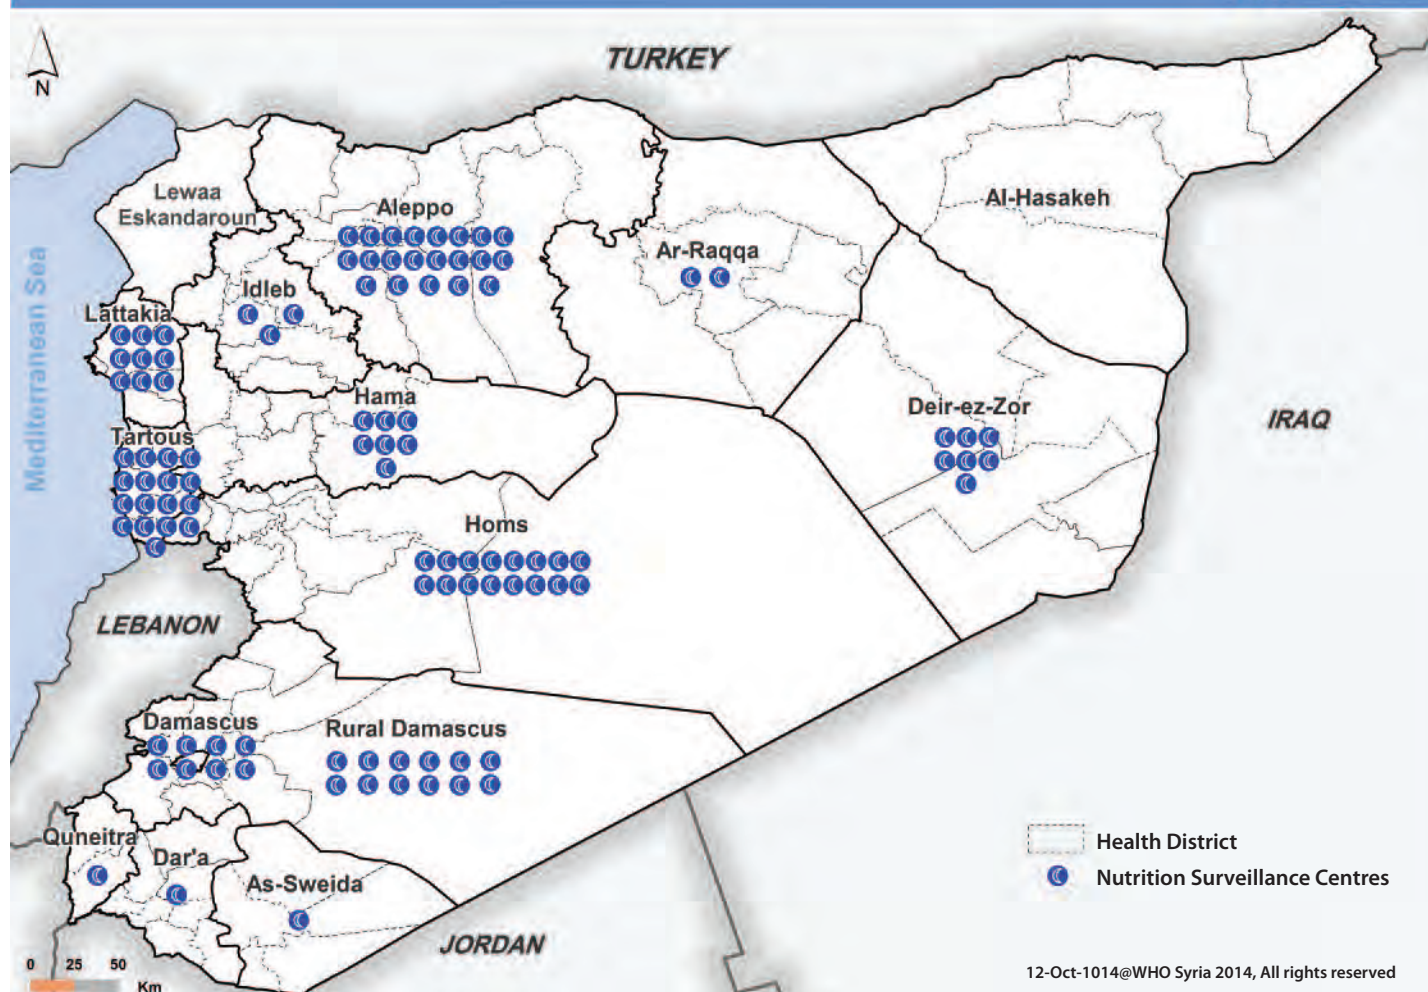 TURKEY
N
Lewaa
Eskandaroun
Aleppo
Al-Hasakeh
Ar-Raqqa
Idleb
Lattakia
Mediterranean Sea
Hama
Deir-ez-Zor
IRAQ
Tartous
Homs
LEBANON
Damascus
Rural Damascus
Quneitra
Dar'a
As-Sweida
JORDAN
Health District
Nutrition Surveillance Centres
0 25 50
Km
12-Oct-1014@WHO Syria 2014, All rights reserved